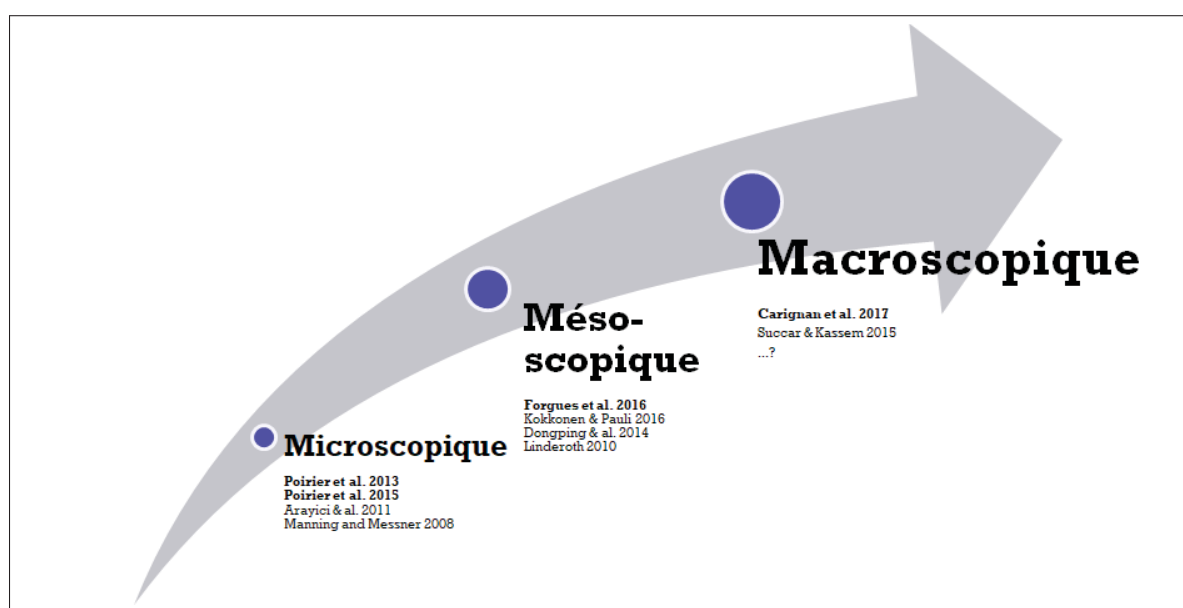 Microscopique
Poirier et al. 2013
Poirier et al. 2015
Arayici & al. 2011
Manning and Messner 2008
Méso-
scopique
Forgues et al. 2016
Kokkonen & Pauli 2016
Dongping & al. 2014
Linderoth 2010
Macroscopique
Carignan et al. 2017
Succar & Kassem 2015
...?